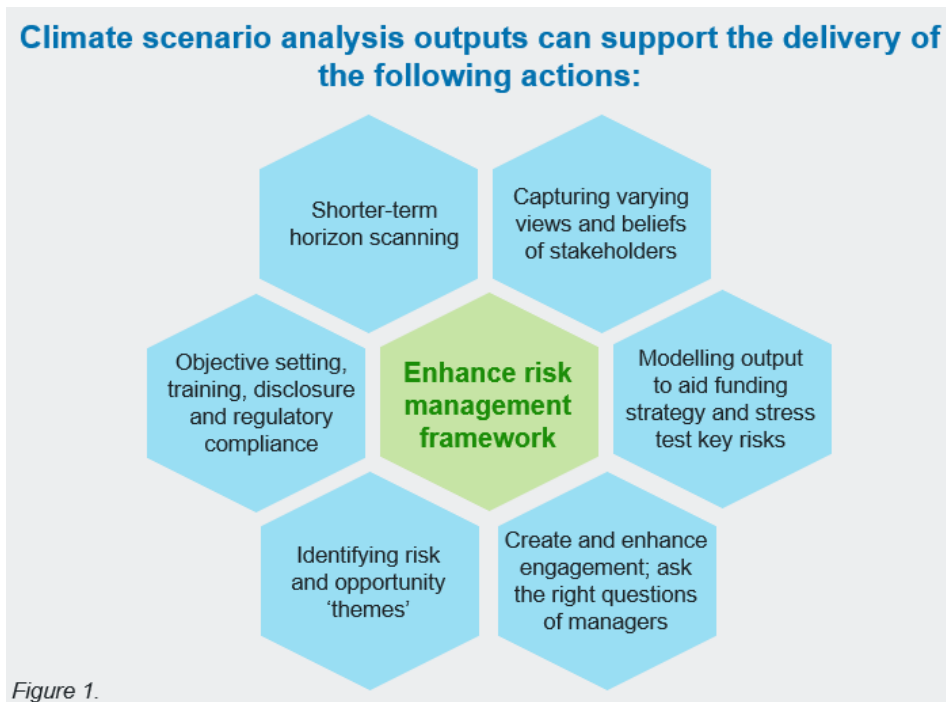 Climate scenario analysis outputs can support the delivery of
the following actions:
Shorter-term
horizon scanning
Capturing varying
views and beliefs
of stakeholders
Objective setting,
training, disclosure
and regulatory
compliance
Enhance risk
management
framework
Modelling output
to aid funding
strategy and stress
test key risks
Identifying risk
and opportunity
‘themes’
Create and enhance
engagement; ask
the right questions
of managers
Figure 1.